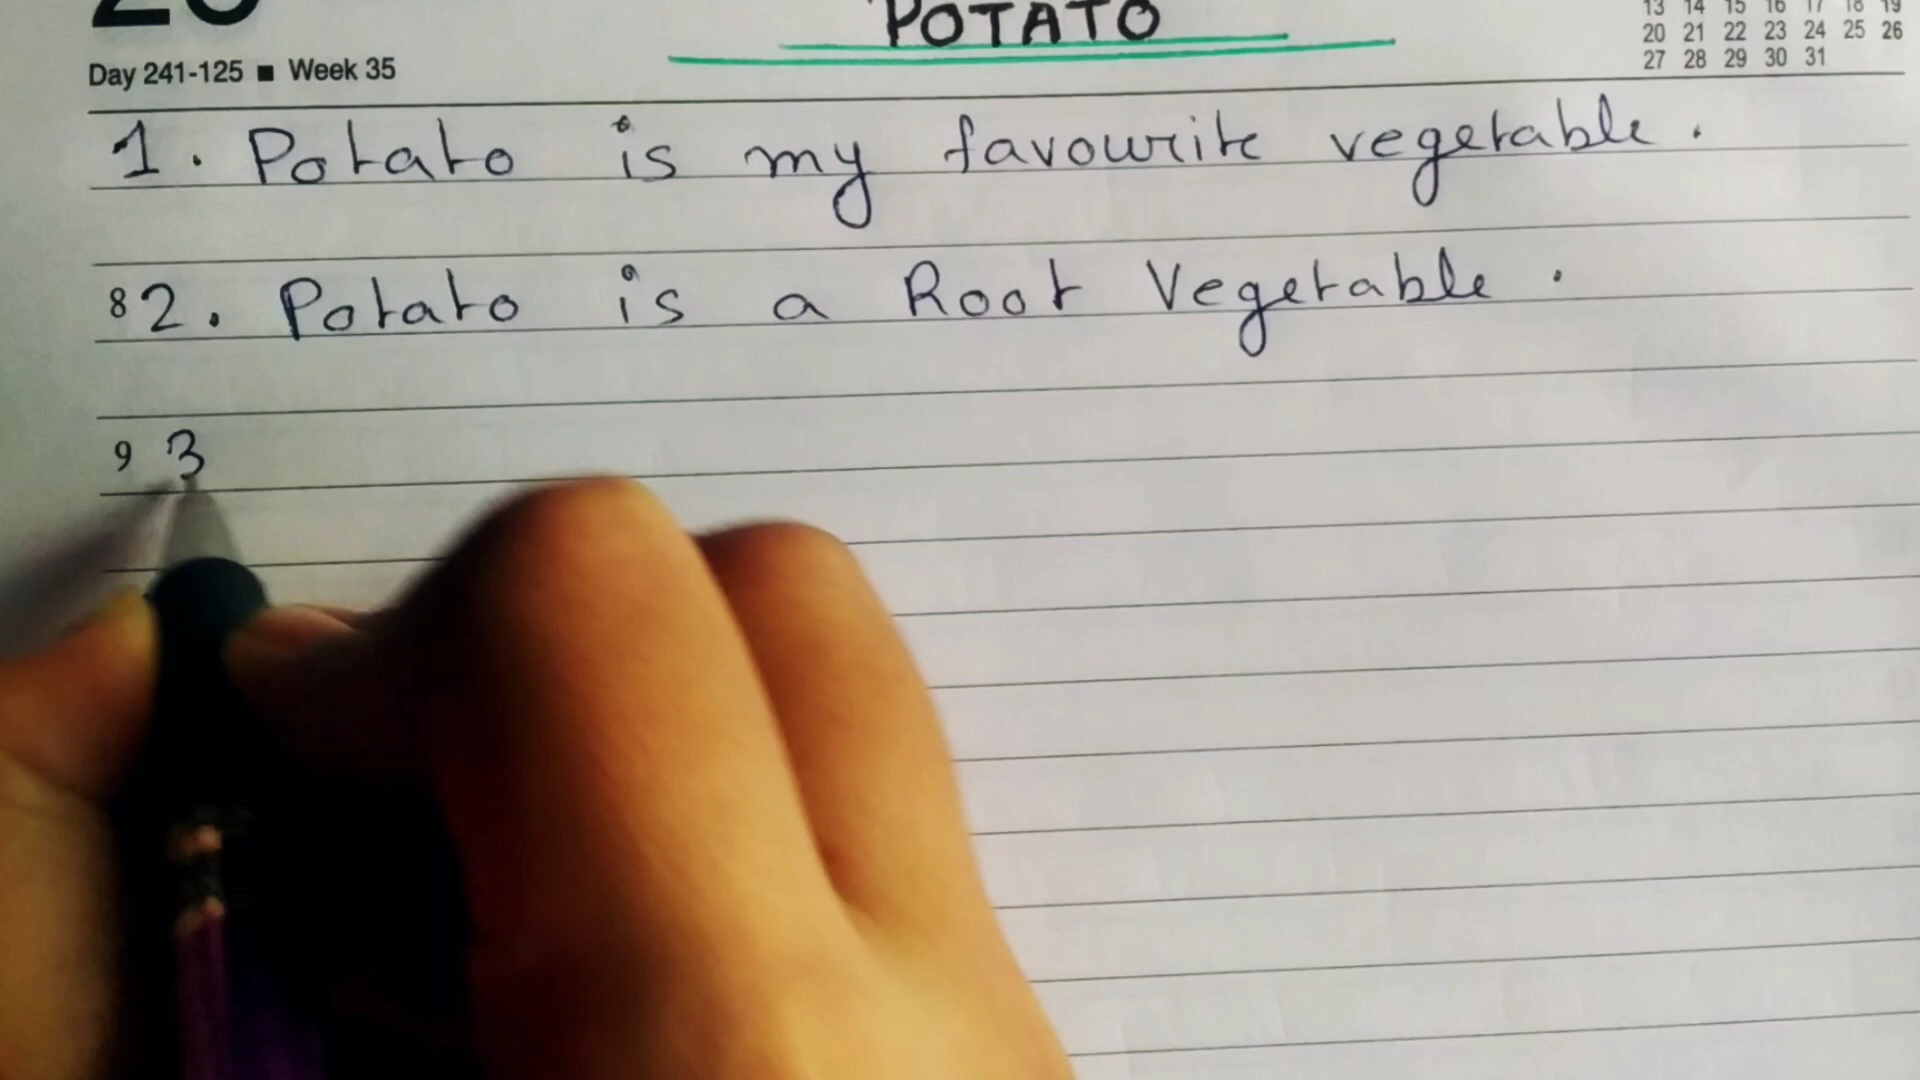 POTATO
13 14 15 16 17 18 19
20 21 22 23 24 25 26
27 28 29 30 31
Day 241-125 ■ Week 35
1. Potato is my favourite vegetable.
8 2. Potato is a Root Vegetable.
9 3